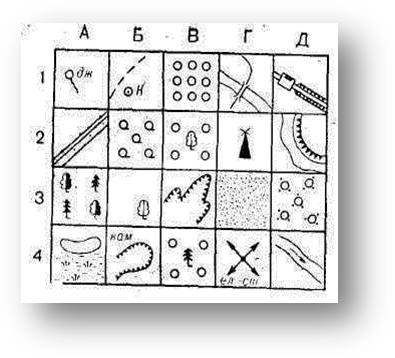 А Б В Г Д
1 дж
К
2
3
4 кам
ел. сш